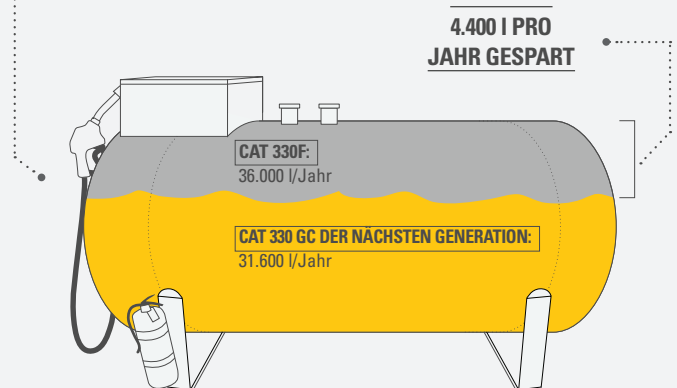 4.400 l PRO
JAHR GESPART
CAT 330F:
36.000 l/Jahr
CAT 330 GC DER NÄCHSTEN GENERATION:
31.600 l/Jahr